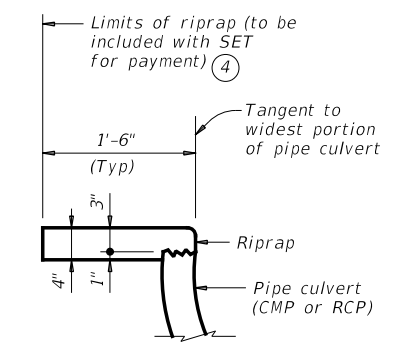 Limits of riprap (to be
included with SET
for payment) 4
Tangent to
widest portion
of pipe culvert
1'-6"
(Typ)
3"
Riprap
4"
1"
Pipe culvert
(CMP or RCP)